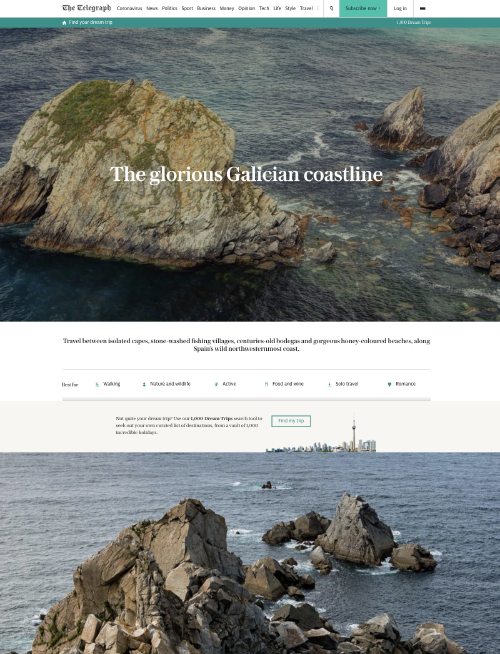 The Telegraph Coronavirus News Politics Sport Business Money Opinion Tech Life Style Travel Subscribe now Log in
Find your dream trip 1,000 Dream Trips
The glorious Galician coastline
Travel between isolated capes, stone-washed fishing villages, centuries-old bodegas and gorgeous honey-coloured beaches, along
Spain's wild northwesternmost coast.
Best for Walking Nature and wildlife Active Food and wine Solo travel Romance
Not quite your dream trip? Use our 1,000 Dream Trips search tool to
seek out your own curated list of destinations, from a vault of 1,000
incredible holidays.
Find my trip